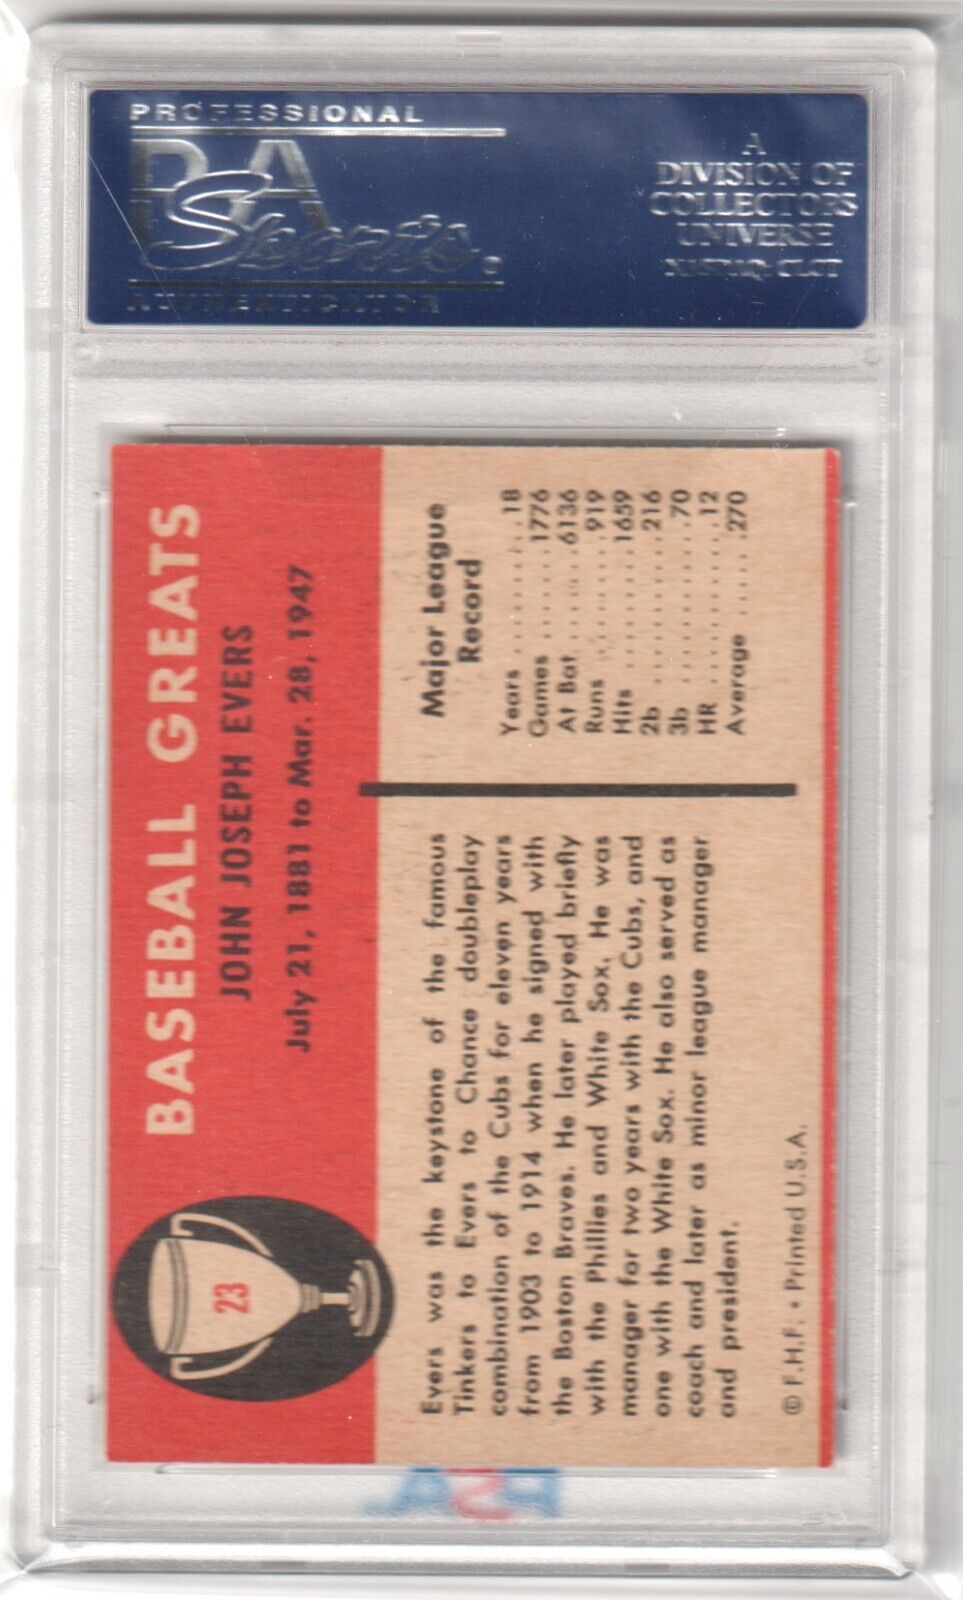 PROFESSIONAL
PSA
Sports
AUTHENTICATOR
A
DIVISION OF
COLLECTORS
UNIVERSE
NASDAQ: CLCT
BASEBALL GREATS
JOHN JOSEPH EVERS
July 21, 1881 to Mar. 28, 1947
23
Evers was the keystone of the famous
Tinkers to Evers to Chance doubleplay
combination of the Cubs for eleven years
from 1903 to 1914 when he signed with
the Boston Braves. He later played briefly
with the Phillies and White Sox. He was
manager for two years with the Cubs, and
one with the White Sox. He also served as
coach and later as minor league manager
and president.
Major League
Record
Years . . . . . . . . .18
Games . . . . . . 1776
At Bat . . . . . . 6136
Runs . . . . . . . . 919
Hits . . . . . . . . 1659
2b . . . . . . . . . . 216
3b . . . . . . . . . . .70
HR . . . . . . . . . . .12
Average . . . . .270
© F.H.F. • Printed U.S.A.
PSA